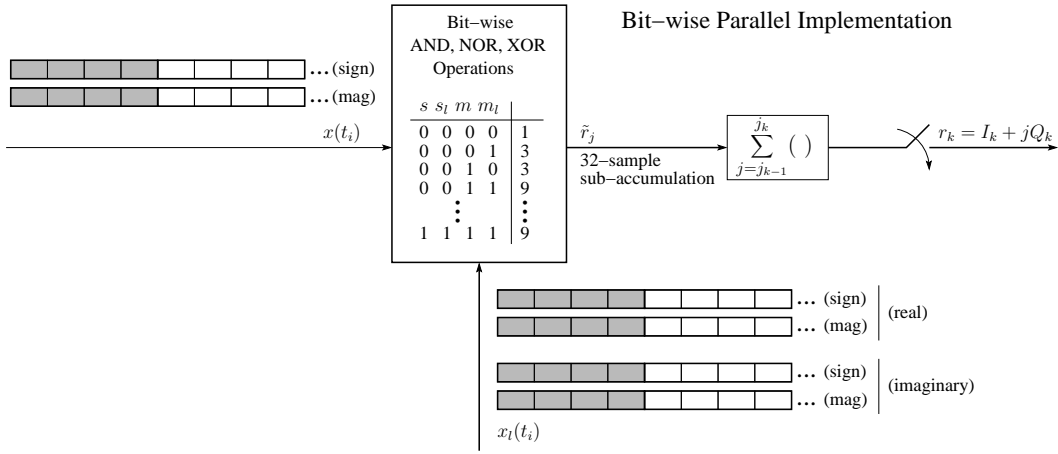 Bit−wise Parallel Implementation
Bit−wise
AND, NOR, XOR
Operations
... (sign)
... (mag)
x(t_i)
s s_l m m_l
0 0 0 0 1
0 0 0 1 3
0 0 1 0 3
0 0 1 1 9
⋮ ⋮
1 1 1 1 9
r̃_j
32−sample
sub−accumulation
j_k
∑ ( )
j=j_{k−1}
r_k = I_k + jQ_k
... (sign)
... (mag)
(real)
... (sign)
... (mag)
(imaginary)
x_l(t_i)